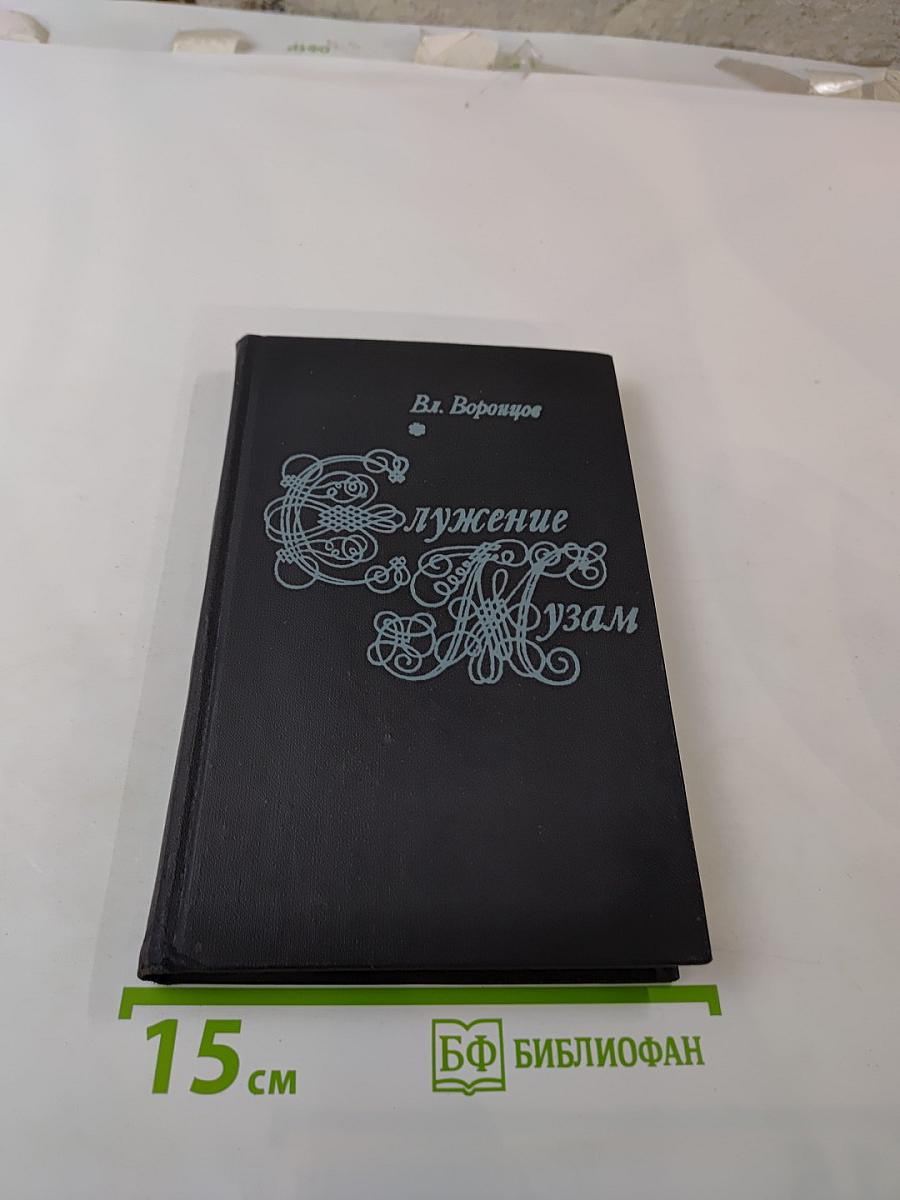 Вл. Воронцов
Служение
Музам
15 см
БФ БИБЛИОФАН